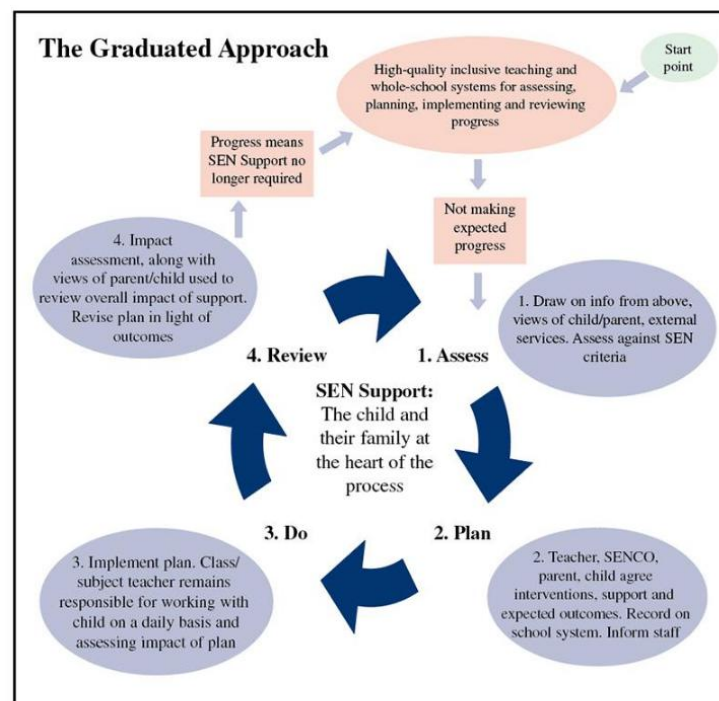 The Graduated Approach
Start
point
High-quality inclusive teaching and
whole-school systems for assessing,
planning, implementing and reviewing
progress
Progress means
SEN Support no
longer required
Not making
expected
progress
4. Impact
assessment, along with
views of parent/child used to
review overall impact of support.
Revise plan in light of
outcomes
1. Draw on info from above,
views of child/parent, external
services. Assess against SEN
criteria
4. Review
1. Assess
SEN Support:
The child and
their family at
the heart of the
process
3. Do
2. Plan
3. Implement plan. Class/
subject teacher remains
responsible for working with
child on a daily basis and
assessing impact of plan
2. Teacher, SENCO,
parent, child agree
interventions, support and
expected outcomes. Record on
school system. Inform staff